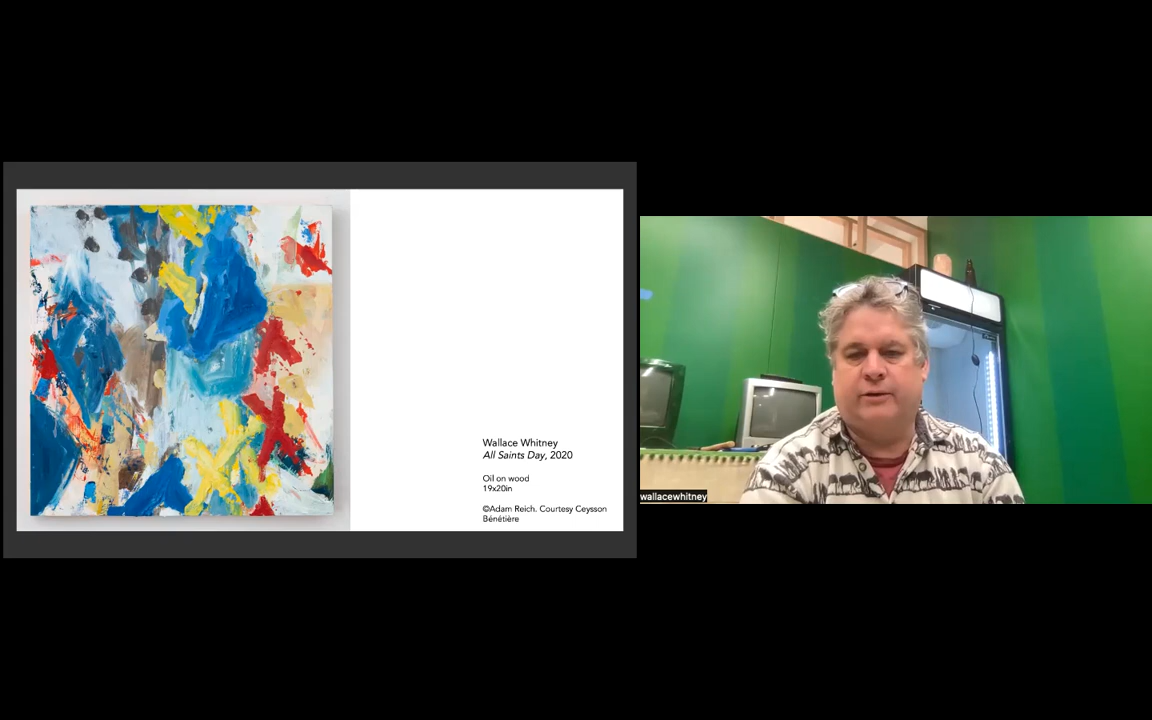 Wallace Whitney
All Saints Day, 2020
Oil on wood
19x20in
©Adam Reich. Courtesy Ceysson
Bénétière
wallacewhitney